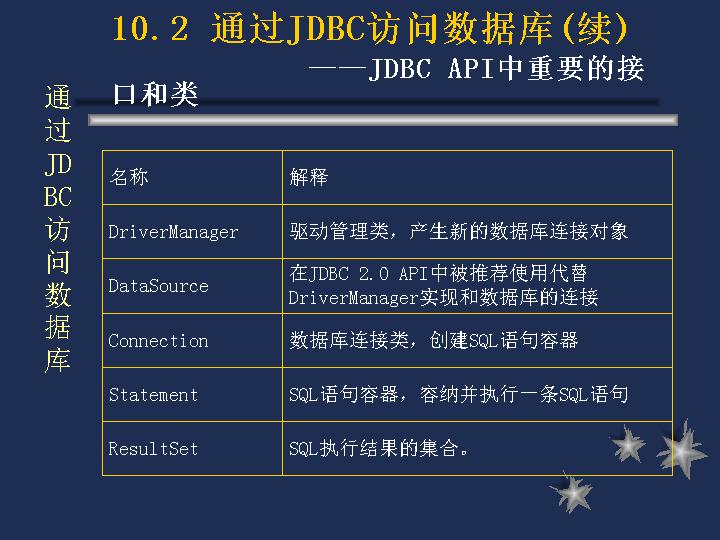 10.2 通过JDBC访问数据库(续)
——JDBC API中重要的接
口和类
通
过
JD
BC
访
问
数
据
库
名称 解释
DriverManager 驱动管理类，产生新的数据库连接对象
DataSource 在JDBC 2.0 API中被推荐使用代替
DriverManager实现和数据库的连接
Connection 数据库连接类，创建SQL语句容器
Statement SQL语句容器，容纳并执行一条SQL语句
ResultSet SQL执行结果的集合。